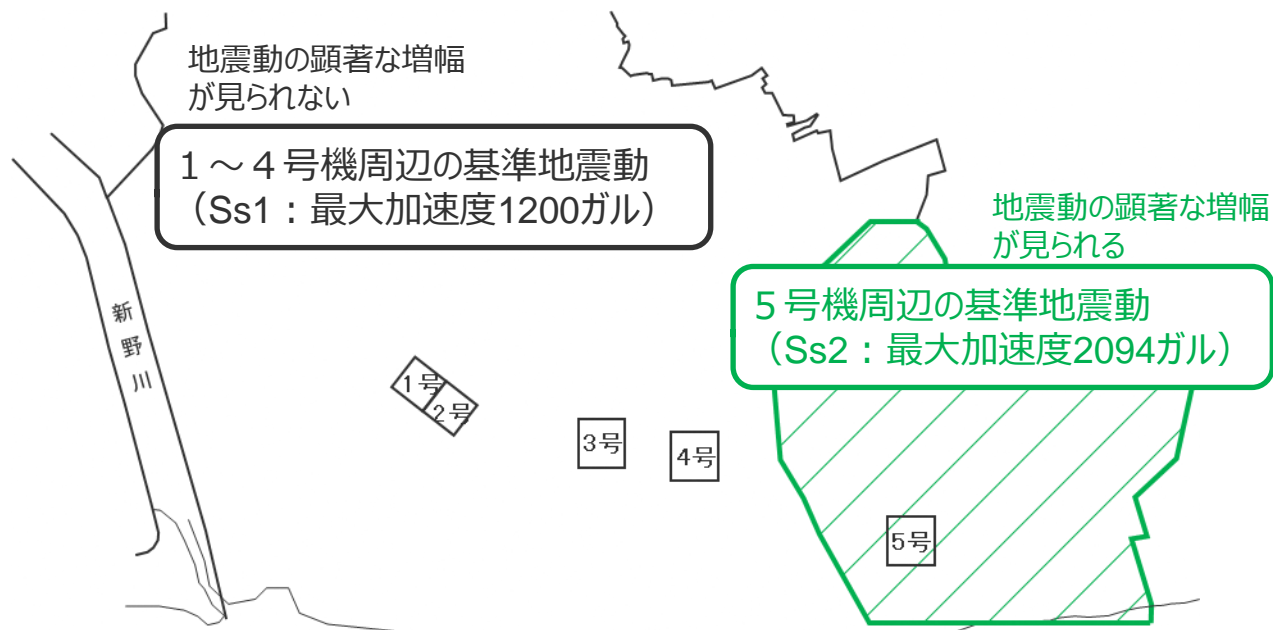 地震動の顕著な増幅
が見られない
1～4号機周辺の基準地震動
（Ss1：最大加速度1200ガル）
地震動の顕著な増幅
が見られる
5号機周辺の基準地震動
（Ss2：最大加速度2094ガル）
新野川
1号
2号
3号
4号
5号